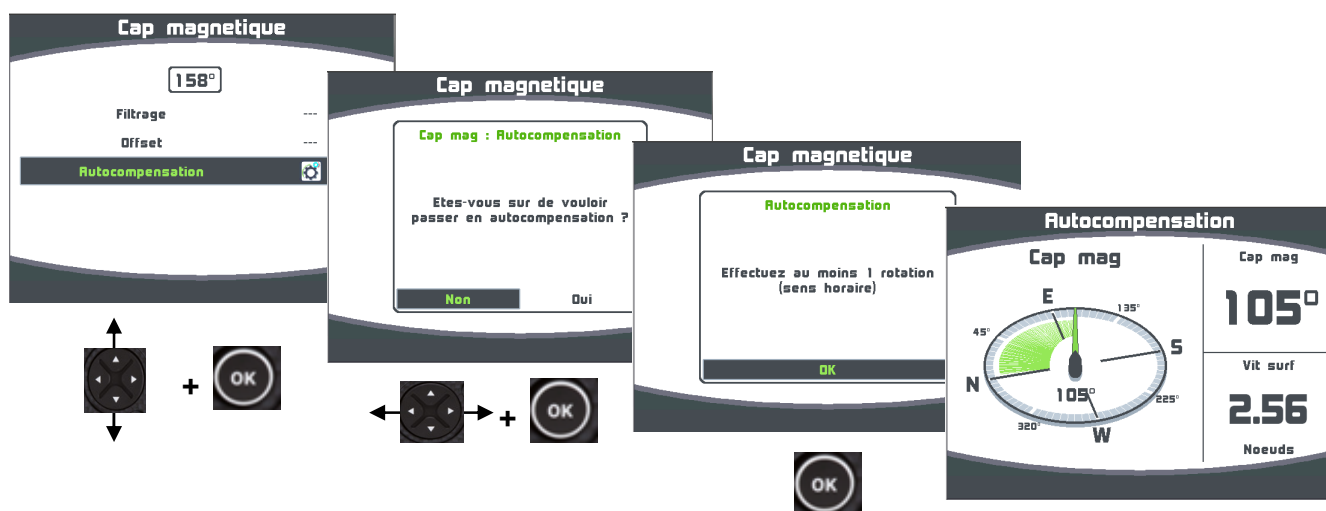 Cap magnetique
158°
Filtrage ---
Offset ---
Autocompensation
+ OK
Cap magnetique
Cap mag : Autocompensation
Etes-vous sur de vouloir
passer en autocompensation ?
Non Oui
+ OK
Cap magnetique
Autocompensation
Effectuez au moins 1 rotation
(sens horaire)
OK
OK
Autocompensation
Cap mag
E
135°
45°
S
N
105°
225°
320°
W
Cap mag
105°
Vit surf
2.56
Noeuds